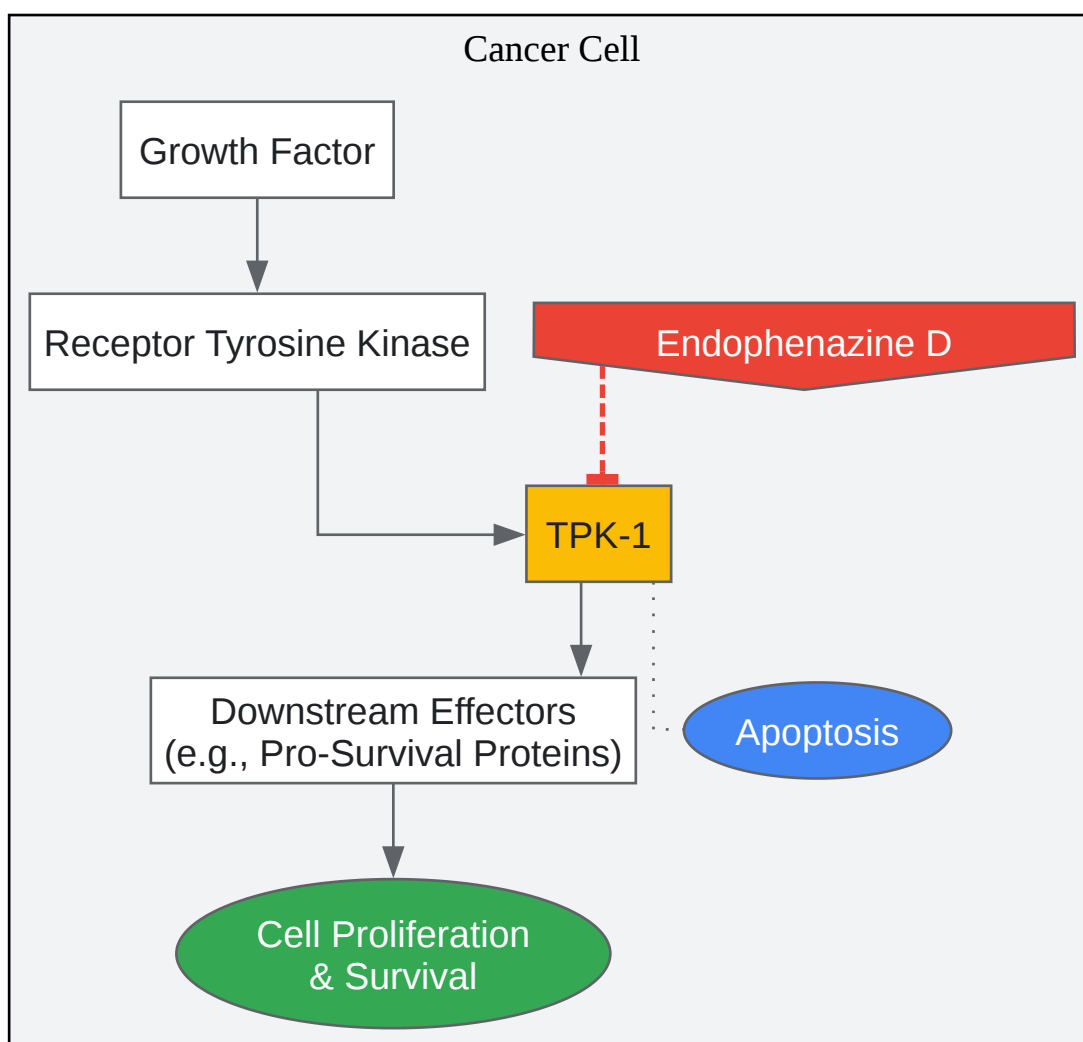 Cancer Cell
Growth Factor
Receptor Tyrosine Kinase
Endophenazine D
TPK-1
Downstream Effectors
(e.g., Pro-Survival Proteins)
Apoptosis
Cell Proliferation
& Survival